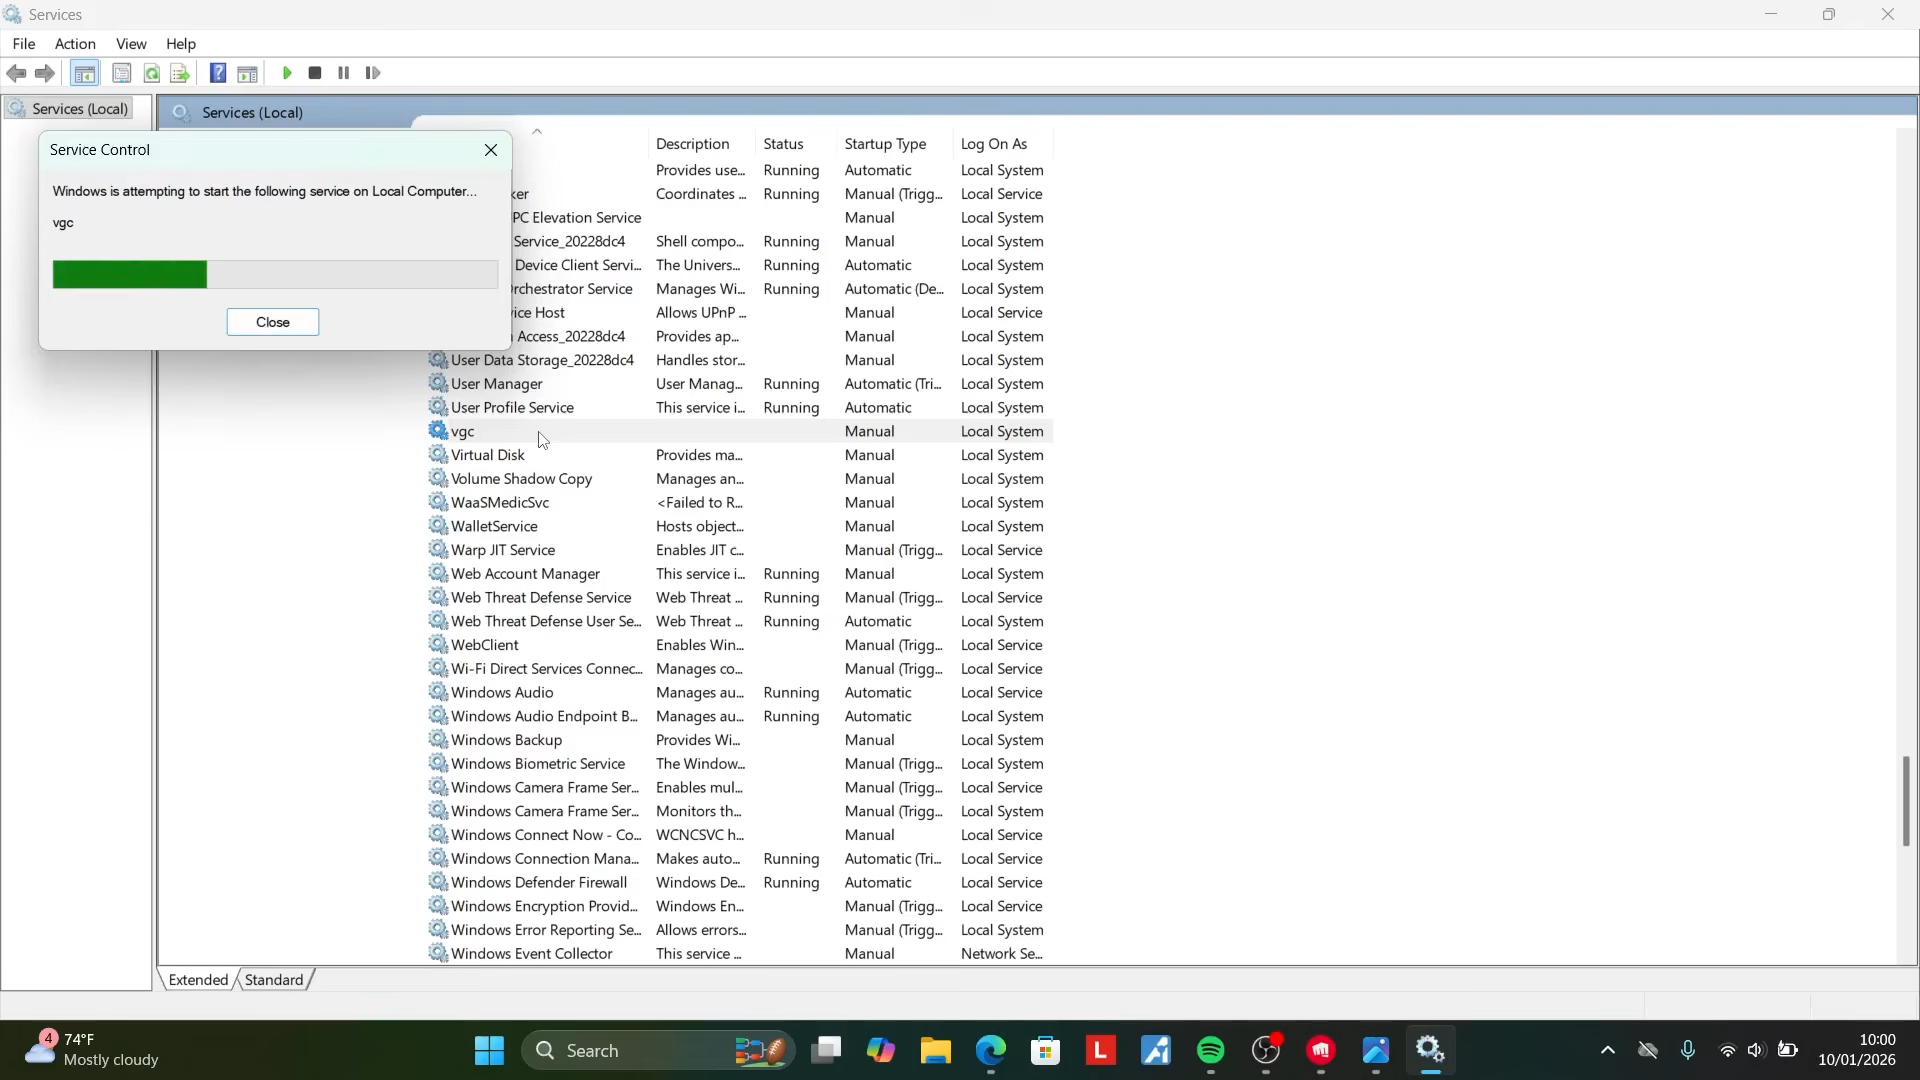 Services
File Action View Help
Services (Local)
Services (Local)
Service Control
Windows is attempting to start the following service on Local Computer...
vgc
Close
Description Status Startup Type Log On As
Provides use... Running Automatic Local System
ker Coordinates ... Running Manual (Trigg... Local Service
PC Elevation Service Manual Local System
Service_20228dc4 Shell compo... Running Manual Local System
Device Client Servi... The Univers... Running Automatic Local System
Orchestrator Service Manages Wi... Running Automatic (De... Local System
vice Host Allows UPnP ... Manual Local Service
Access_20228dc4 Provides ap... Manual Local System
User Data Storage_20228dc4 Handles stor... Manual Local System
User Manager User Manag... Running Automatic (Tri... Local System
User Profile Service This service i... Running Automatic Local System
vgc Manual Local System
Virtual Disk Provides ma... Manual Local System
Volume Shadow Copy Manages an... Manual Local System
WaaSMedicSvc <Failed to R... Manual Local System
WalletService Hosts object... Manual Local System
Warp JIT Service Enables JIT c... Manual (Trigg... Local Service
Web Account Manager This service i... Running Manual Local System
Web Threat Defense Service Web Threat ... Running Manual (Trigg... Local Service
Web Threat Defense User Se... Web Threat ... Running Automatic Local System
WebClient Enables Win... Manual (Trigg... Local Service
Wi-Fi Direct Services Connec... Manages co... Manual (Trigg... Local Service
Windows Audio Manages au... Running Automatic Local Service
Windows Audio Endpoint B... Manages au... Running Automatic Local System
Windows Backup Provides Wi... Manual Local System
Windows Biometric Service The Window... Manual (Trigg... Local System
Windows Camera Frame Ser... Enables mul... Manual (Trigg... Local Service
Windows Camera Frame Ser... Monitors th... Manual (Trigg... Local System
Windows Connect Now - Co... WCNCSVC h... Manual Local Service
Windows Connection Mana... Makes auto... Running Automatic (Tri... Local Service
Windows Defender Firewall Windows De... Running Automatic Local Service
Windows Encryption Provid... Windows En... Manual (Trigg... Local Service
Windows Error Reporting Se... Allows errors... Manual (Trigg... Local System
Windows Event Collector This service ... Manual Network Se...
Extended Standard
4 74°F
Mostly cloudy
Search
L
10:00
10/01/2026